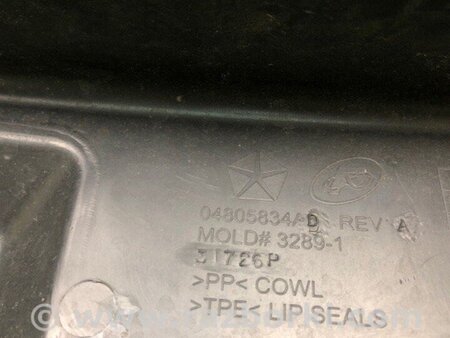 04805834AD REV A
MOLD# 3289-1
31726P
>PP< COWL
>TPE< LIP SEALS